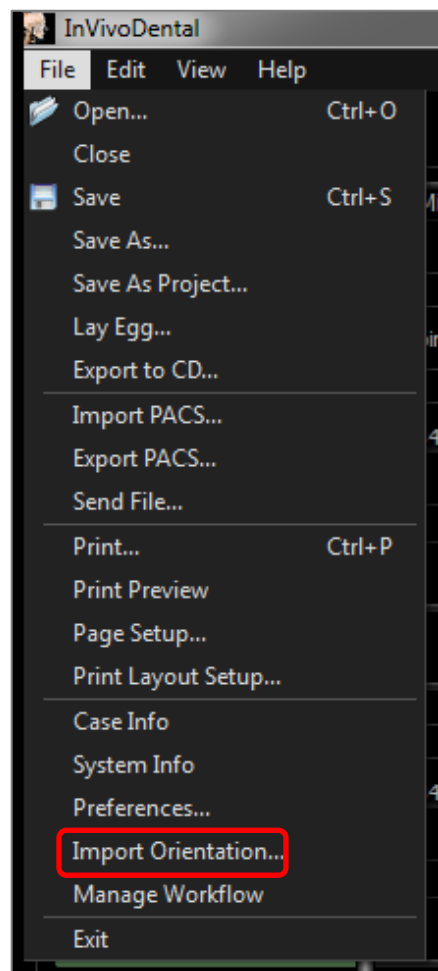 InVivoDental
File Edit View Help
Open... Ctrl+O
Close
Save Ctrl+S
Save As...
Save As Project...
Lay Egg...
Export to CD...
Import PACS...
Export PACS...
Send File...
Print... Ctrl+P
Print Preview
Page Setup...
Print Layout Setup...
Case Info
System Info
Preferences...
Import Orientation...
Manage Workflow
Exit